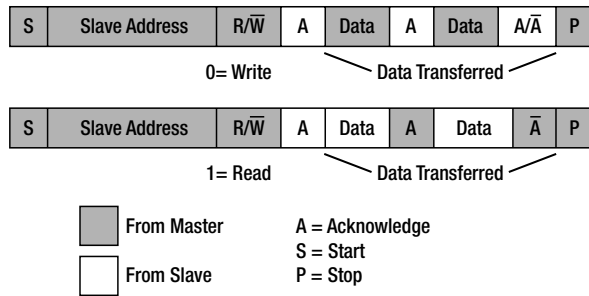 S Slave Address R/W̅ A Data A Data A/A̅ P
0= Write Data Transferred
S Slave Address R/W̅ A Data A Data A̅ P
1= Read Data Transferred
From Master A = Acknowledge
S = Start
From Slave P = Stop